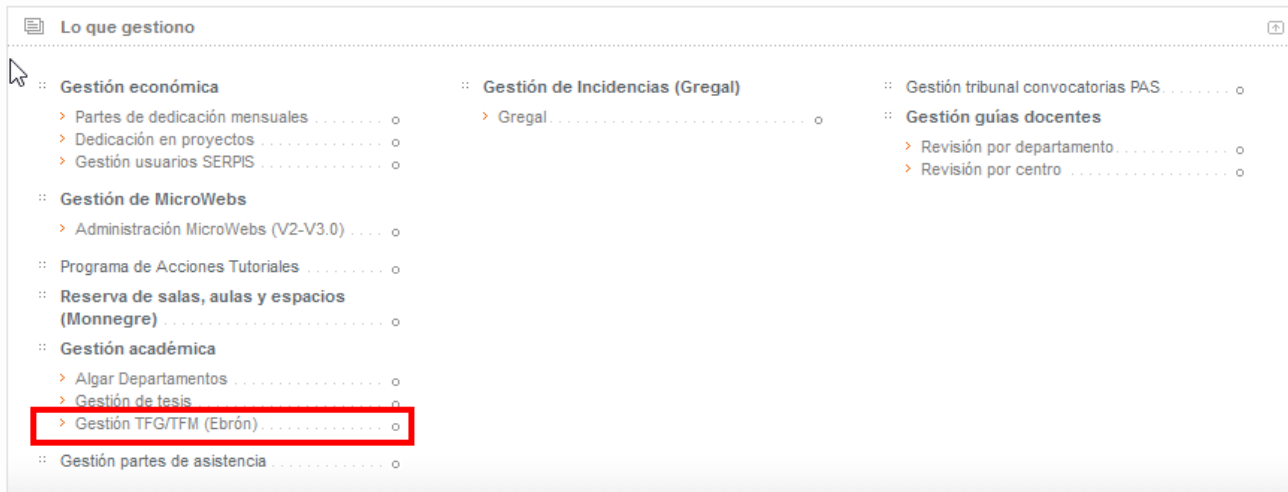 Lo que gestiono
Gestión económica
Partes de dedicación mensuales
Dedicación en proyectos
Gestión usuarios SERPIS
Gestión de MicroWebs
Administración MicroWebs (V2-V3.0)
Programa de Acciones Tutoriales
Reserva de salas, aulas y espacios
(Monnegre)
Gestión académica
Algar Departamentos
Gestión de tesis
Gestión TFG/TFM (Ebrón)
Gestión partes de asistencia
Gestión de Incidencias (Gregal)
Gregal
Gestión tribunal convocatorias PAS
Gestión guías docentes
Revisión por departamento
Revisión por centro